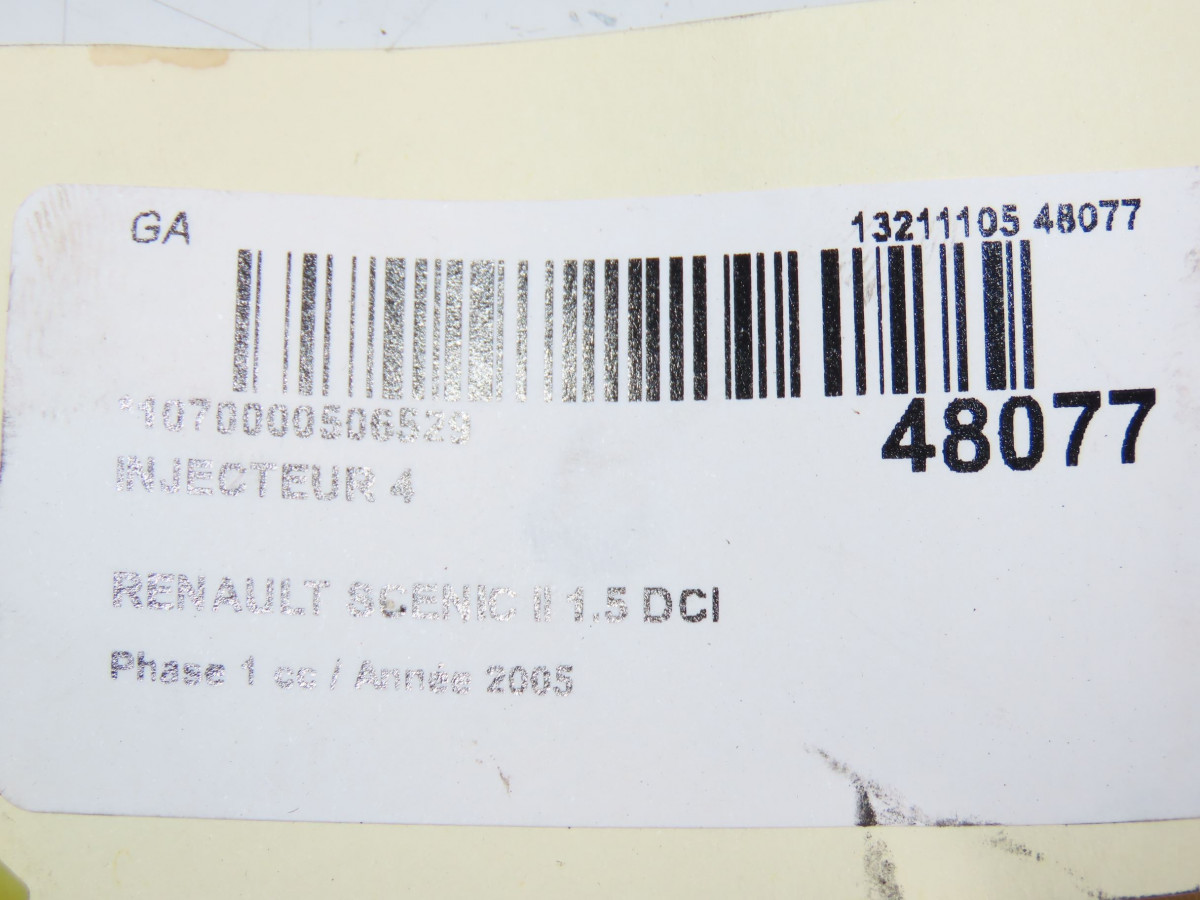 GA
13211105 48077
*1070000506529
48077
INJECTEUR 4
RENAULT SCENIC II 1.5 DCI
Phase 1 cc / Année 2005